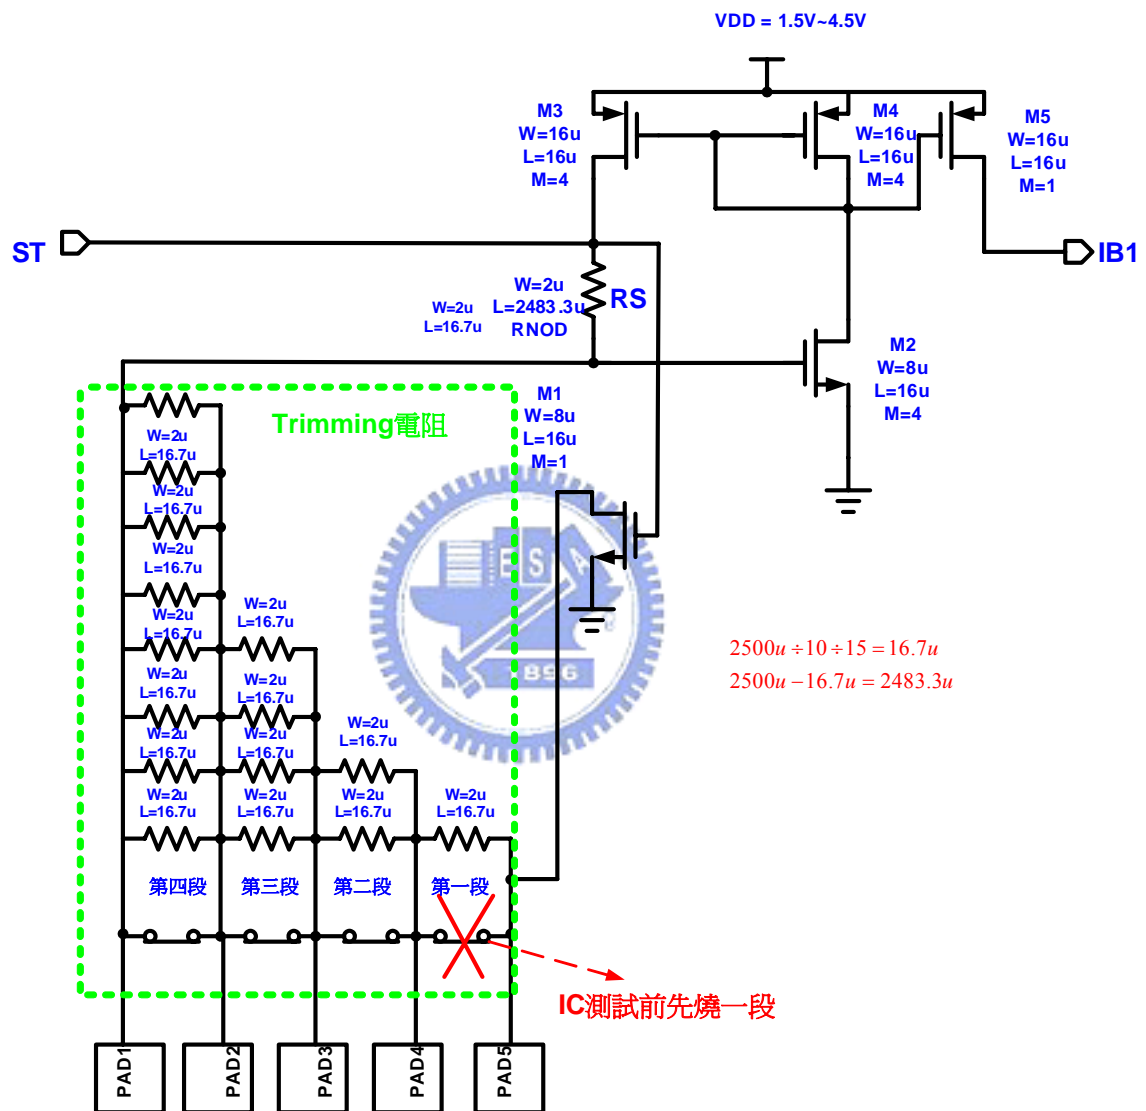 VDD = 1.5V~4.5V
M3
W=16u
L=16u
M=4
M4
W=16u
L=16u
M=4
M5
W=16u
L=16u
M=1
ST
IB1
W=2u
L=2483.3u
RNOD
RS
W=2u
L=16.7u
M2
W=8u
L=16u
M=4
M1
W=8u
L=16u
M=1
Trimming電阻
W=2u
L=16.7u
W=2u
L=16.7u
W=2u
L=16.7u
W=2u
L=16.7u
W=2u
L=16.7u
W=2u
L=16.7u
W=2u
L=16.7u
W=2u
L=16.7u
W=2u
L=16.7u
W=2u
L=16.7u
W=2u
L=16.7u
W=2u
L=16.7u
W=2u
L=16.7u
W=2u
L=16.7u
ESA
1896
2500u ÷10 ÷15 = 16.7u
2500u −16.7u = 2483.3u
第四段
第三段
第二段
第一段
IC測試前先燒一段
PAD1
PAD2
PAD3
PAD4
PAD5